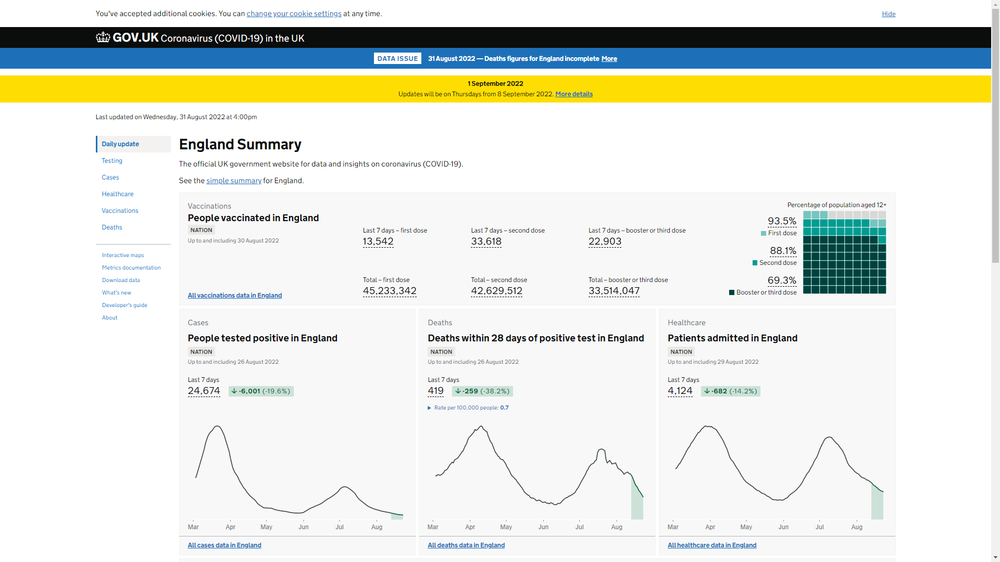 You've accepted additional cookies. You can change your cookie settings at any time.
Hide
GOV.UK Coronavirus (COVID-19) in the UK
DATA ISSUE 31 August 2022 — Deaths figures for England incomplete More
1 September 2022
Updates will be on Thursdays from 8 September 2022. More details
Last updated on Wednesday, 31 August 2022 at 4:00pm
Daily update
Testing
Cases
Healthcare
Vaccinations
Deaths
Interactive maps
Metrics documentation
Download data
What's new
Developer's guide
About
England Summary
The official UK government website for data and insights on coronavirus (COVID-19).
See the simple summary for England.
Vaccinations
People vaccinated in England
NATION
Up to and including 30 August 2022
All vaccinations data in England
Last 7 days – first dose
13,542
Last 7 days – second dose
33,618
Last 7 days – booster or third dose
22,903
Total – first dose
45,233,342
Total – second dose
42,629,512
Total – booster or third dose
33,514,047
Percentage of population aged 12+
93.5%
First dose
88.1%
Second dose
69.3%
Booster or third dose
Cases
People tested positive in England
NATION
Up to and including 26 August 2022
Last 7 days
24,674 -6,001 (-19.6%)
Mar Apr May Jun Jul Aug
All cases data in England
Deaths
Deaths within 28 days of positive test in England
NATION
Up to and including 26 August 2022
Last 7 days
419 -259 (-38.2%)
Rate per 100,000 people: 0.7
Mar Apr May Jun Jul Aug
All deaths data in England
Healthcare
Patients admitted in England
NATION
Up to and including 29 August 2022
Last 7 days
4,124 -682 (-14.2%)
Mar Apr May Jun Jul Aug
All healthcare data in England